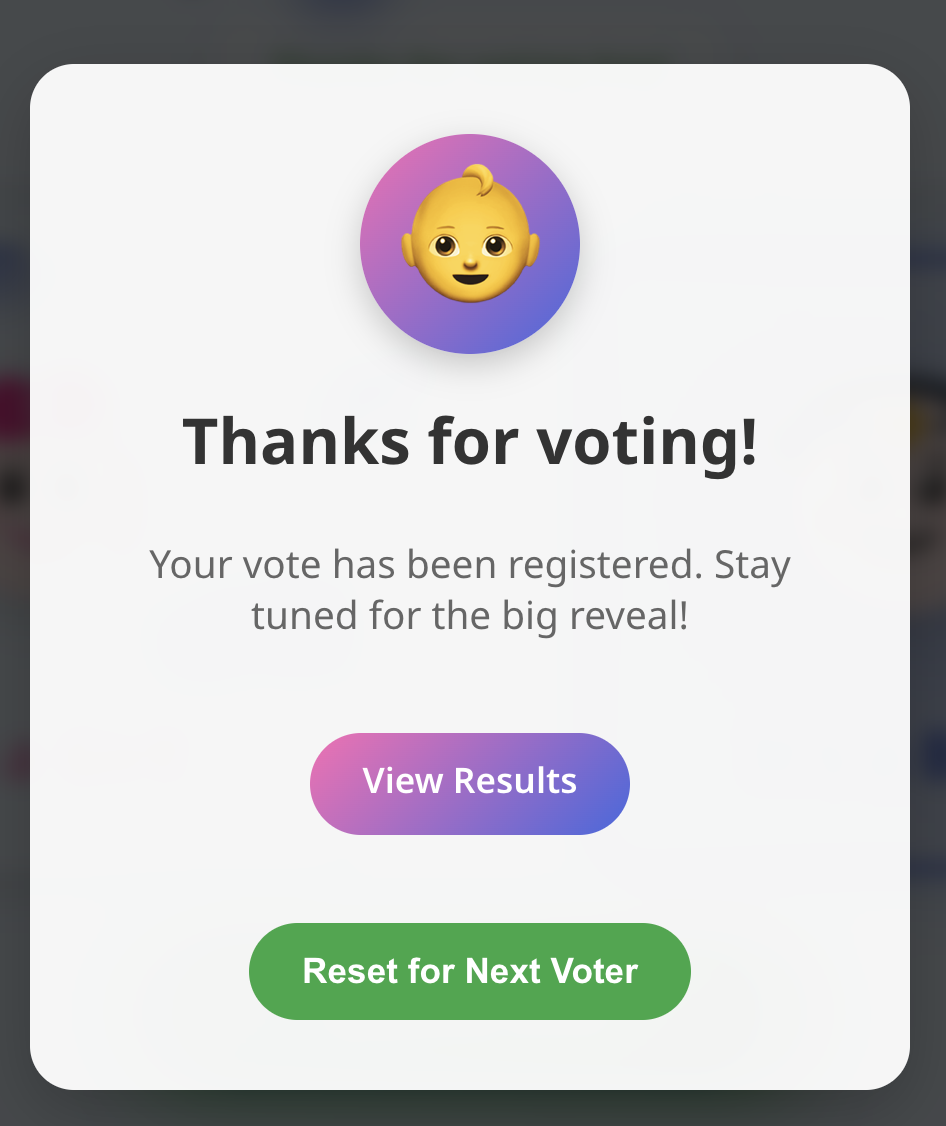 Thanks for voting!
Your vote has been registered. Stay
tuned for the big reveal!
View Results
Reset for Next Voter